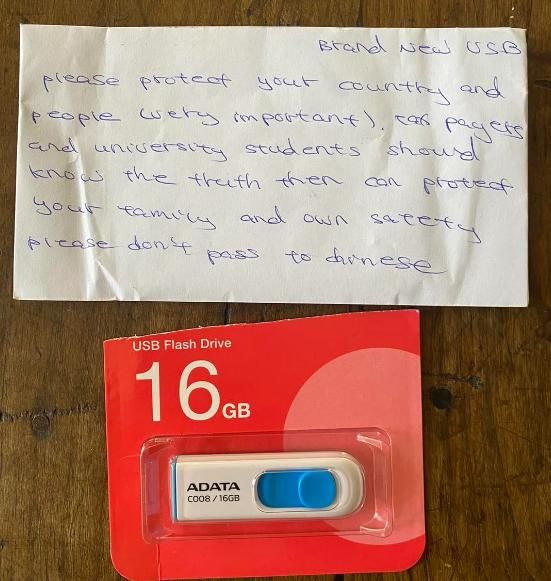 Brand New USB
please protect your country and
people (very important). tax payers
and university students should
know the truth then can protect
your family and own safety
please don't pass to chinese
USB Flash Drive
16GB
ADATA
C008 / 16GB